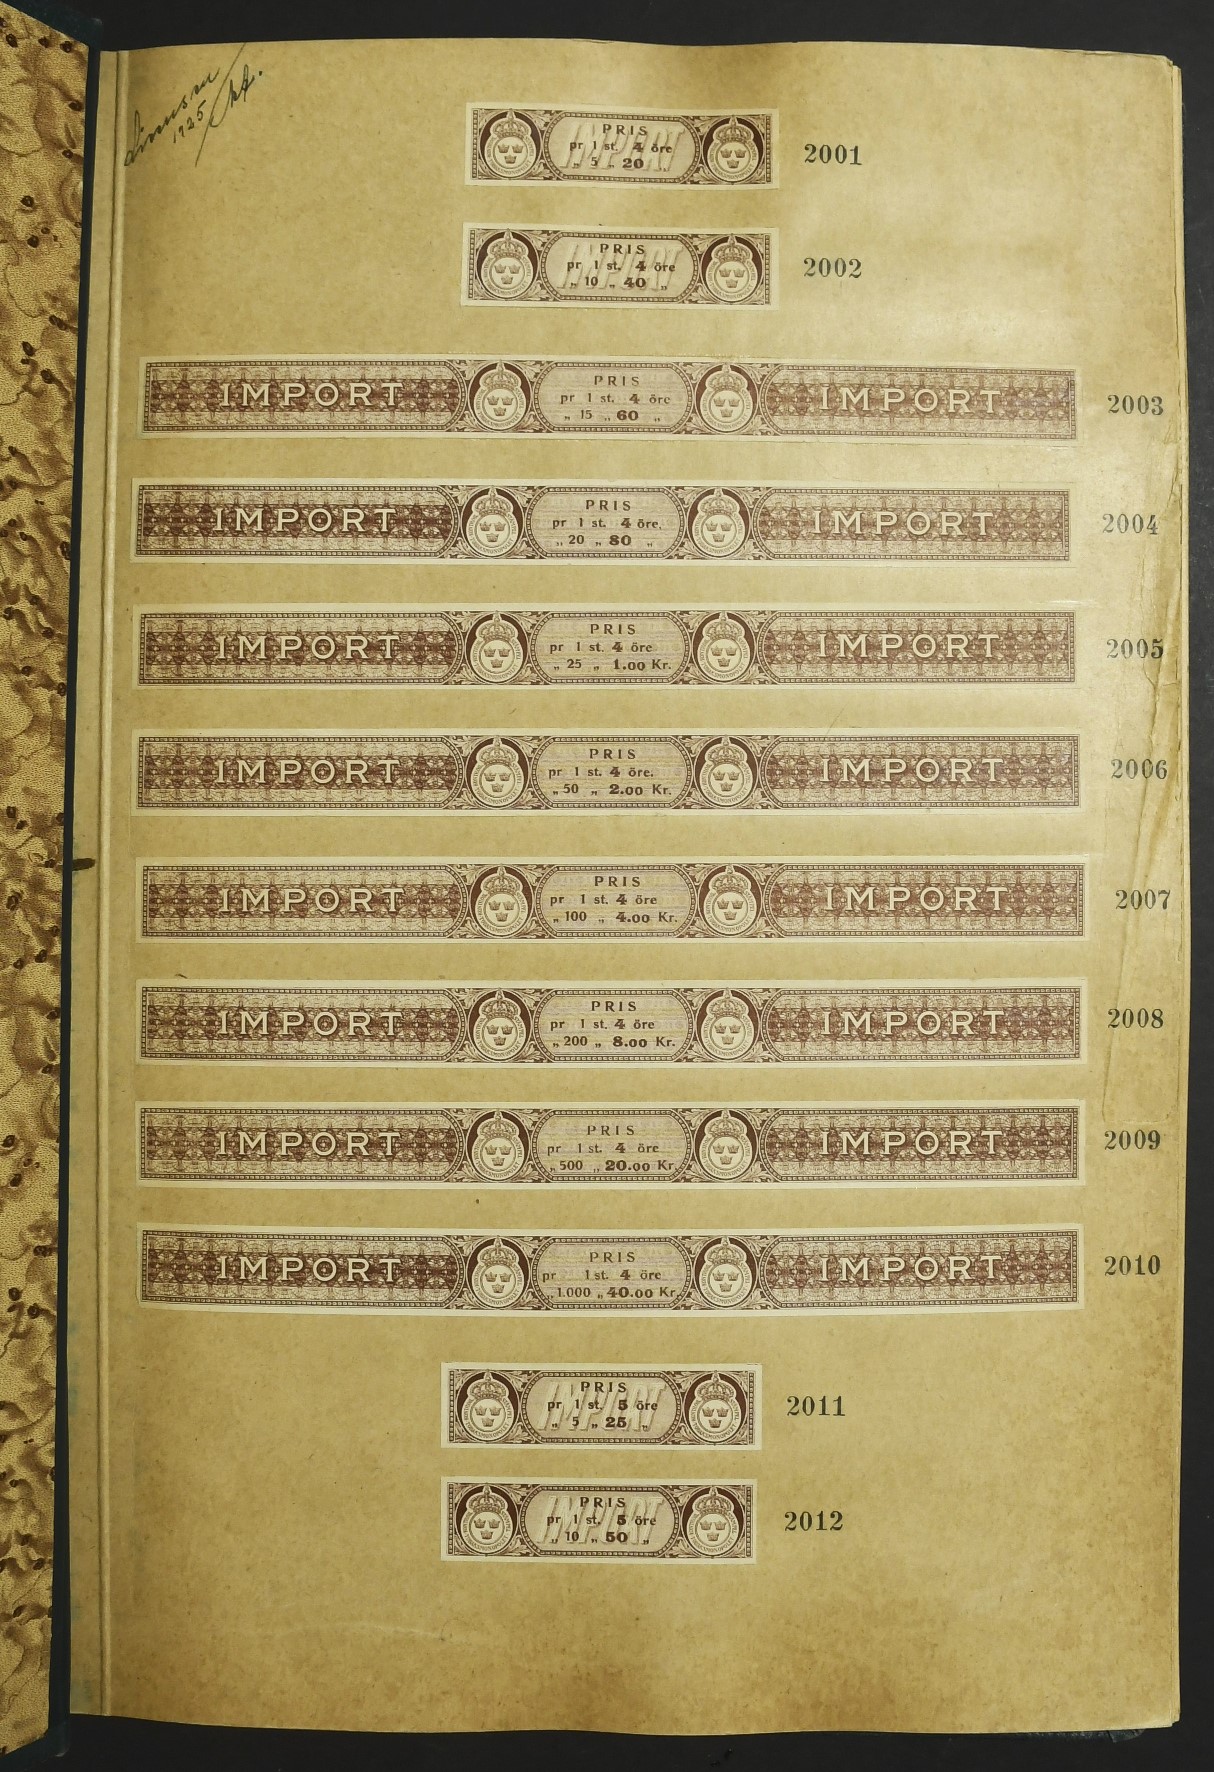 1925
PRIS
pr 1 st. 4 öre
„ 5 „ 20 „
2001
PRIS
pr 1 st. 4 öre
„ 10 „ 40 „
2002
IMPORT
PRIS
pr 1 st. 4 öre
„ 15 „ 60 „
IMPORT
2003
IMPORT
PRIS
pr 1 st. 4 öre,
„ 20 „ 80 „
IMPORT
2004
IMPORT
PRIS
pr 1 st. 4 öre
„ 25 „ 1.00 Kr.
IMPORT
2005
IMPORT
PRIS
pr 1 st. 4 öre.
„ 50 „ 2.00 Kr.
IMPORT
2006
IMPORT
PRIS
pr 1 st. 4 öre
„ 100 „ 4.00 Kr.
IMPORT
2007
IMPORT
PRIS
pr 1 st. 4 öre
„ 200 „ 8.00 Kr.
IMPORT
2008
IMPORT
PRIS
pr 1 st. 4 öre
„ 500 „ 20.00 Kr.
IMPORT
2009
IMPORT
PRIS
pr 1 st. 4 öre
„ 1.000 „ 40.00 Kr.
IMPORT
2010
IMPORT
PRIS
pr 1 st. 5 öre
„ 5 „ 25 „
2011
IMPORT
PRIS
pr 1 st. 5 öre
„ 10 „ 50 „
2012